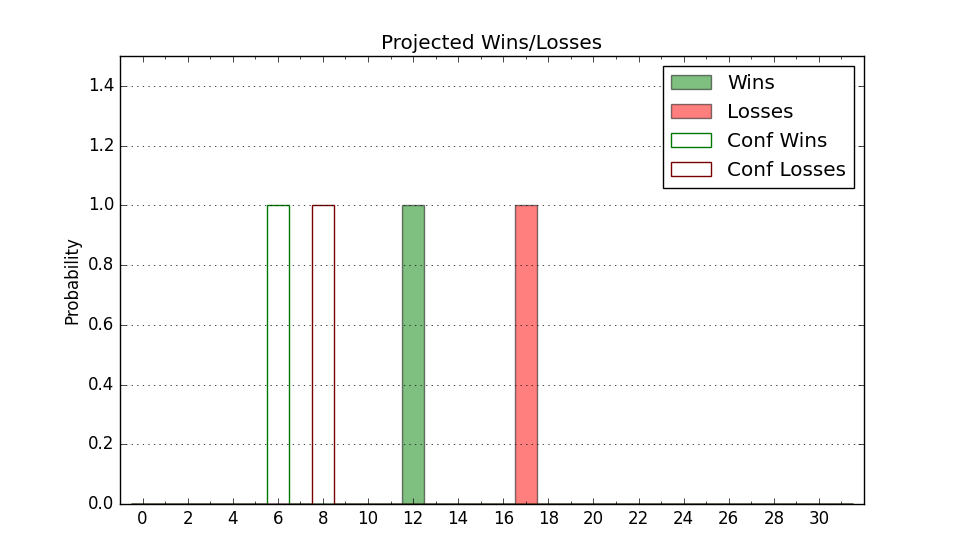 Projected Wins/Losses
Wins
Losses
Conf Wins
Conf Losses
Probability
1.4
1.2
1.0
0.8
0.6
0.4
0.2
0.0
0 2 4 6 8 10 12 14 16 18 20 22 24 26 28 30